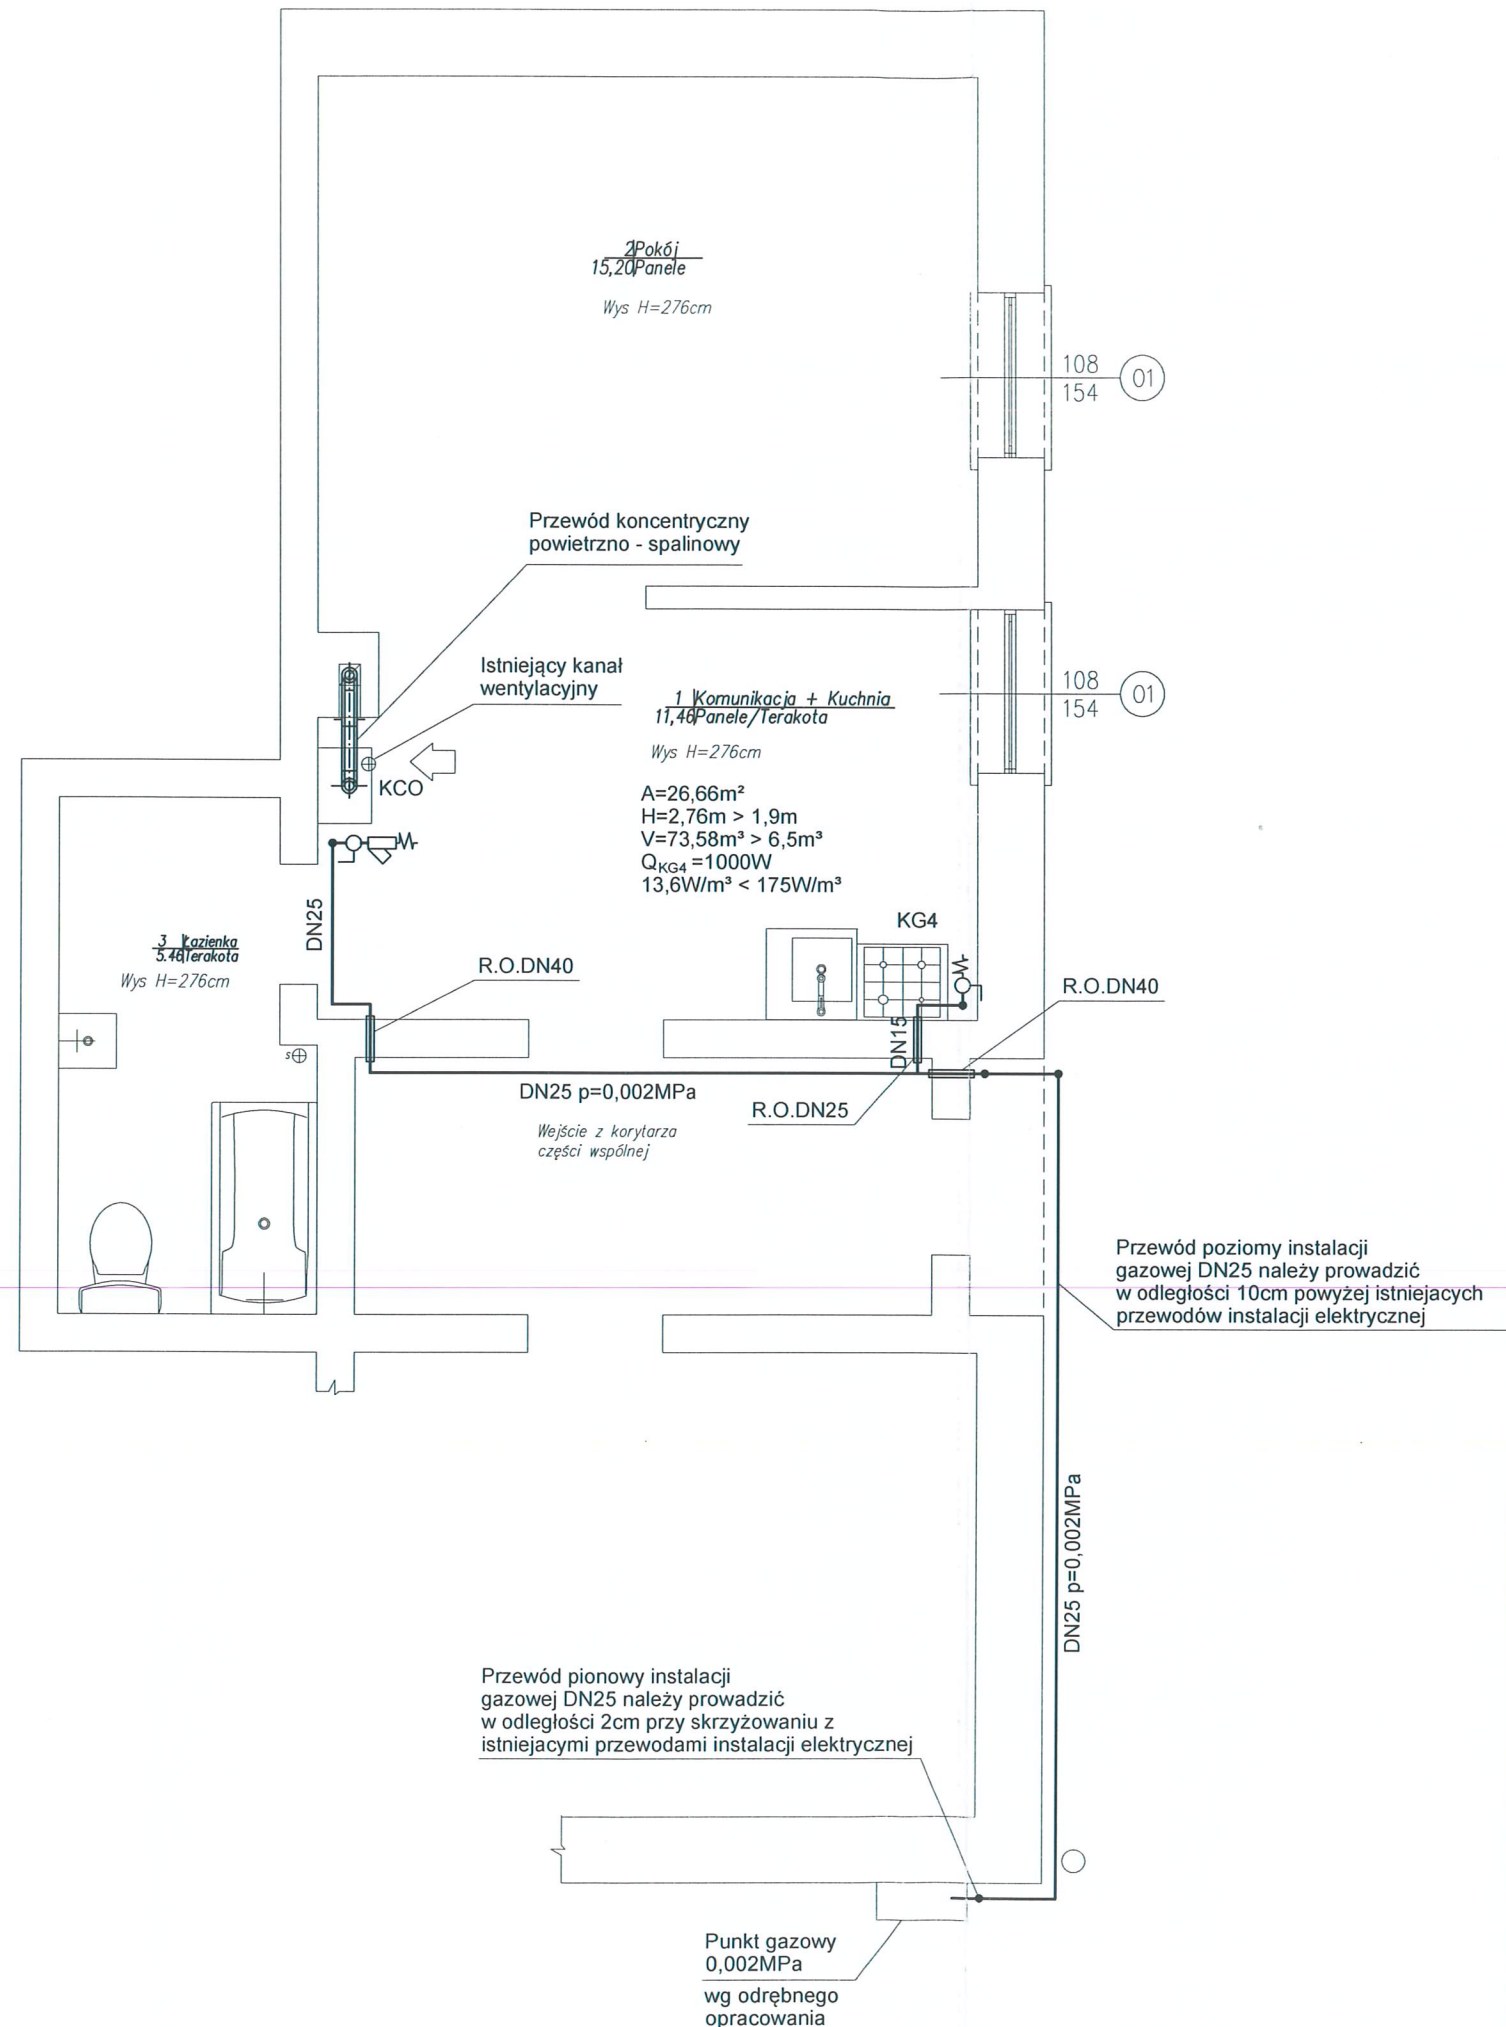 2 Pokój
15,20 Panele
Wys H=276cm
108
154
01
Przewód koncentryczny
powietrzno - spalinowy
Istniejący kanał
wentylacyjny
KCO
1 Komunikacja + Kuchnia
11,46 Panele/Terakota
Wys H=276cm
A=26,66m²
H=2,76m > 1,9m
V=73,58m³ > 6,5m³
QKG4 =1000W
13,6W/m³ < 175W/m³
108
154
01
DN25
3 Łazienka
5.46 Terakota
Wys H=276cm
R.O.DN40
KG4
R.O.DN40
DN15
s
DN25 p=0,002MPa
R.O.DN25
Wejście z korytarza
części wspólnej
Przewód poziomy instalacji
gazowej DN25 należy prowadzić
w odległości 10cm powyżej istniejacych
przewodów instalacji elektrycznej
DN25 p=0,002MPa
Przewód pionowy instalacji
gazowej DN25 należy prowadzić
w odległości 2cm przy skrzyżowaniu z
istniejacymi przewodami instalacji elektrycznej
Punkt gazowy
0,002MPa
wg odrębnego
opracowania